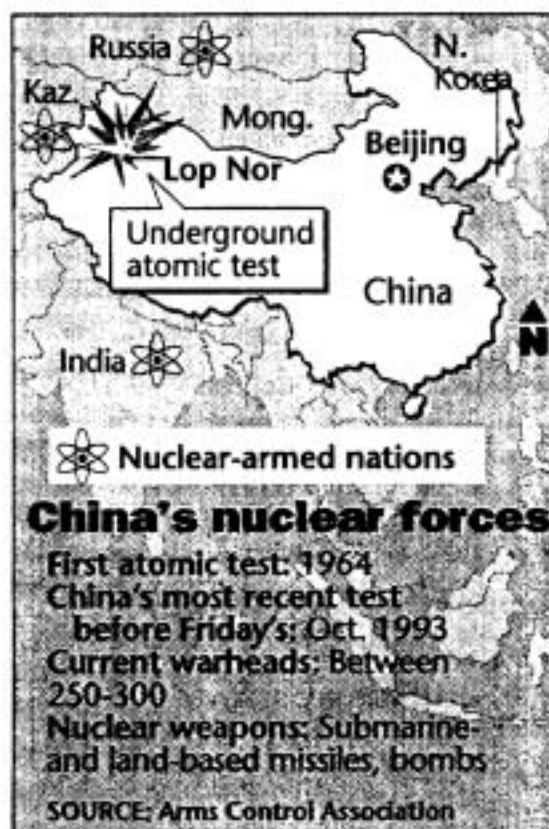 Russia
N.
Korea
Kaz.
Mong.
Beijing
Lop Nor
Underground
atomic test
China
N
India
Nuclear-armed nations
China's nuclear forces
First atomic test: 1964
China's most recent test
before Friday's: Oct. 1993
Current warheads: Between
250-300
Nuclear weapons: Submarine-
and land-based missiles, bombs
SOURCE: Arms Control Association